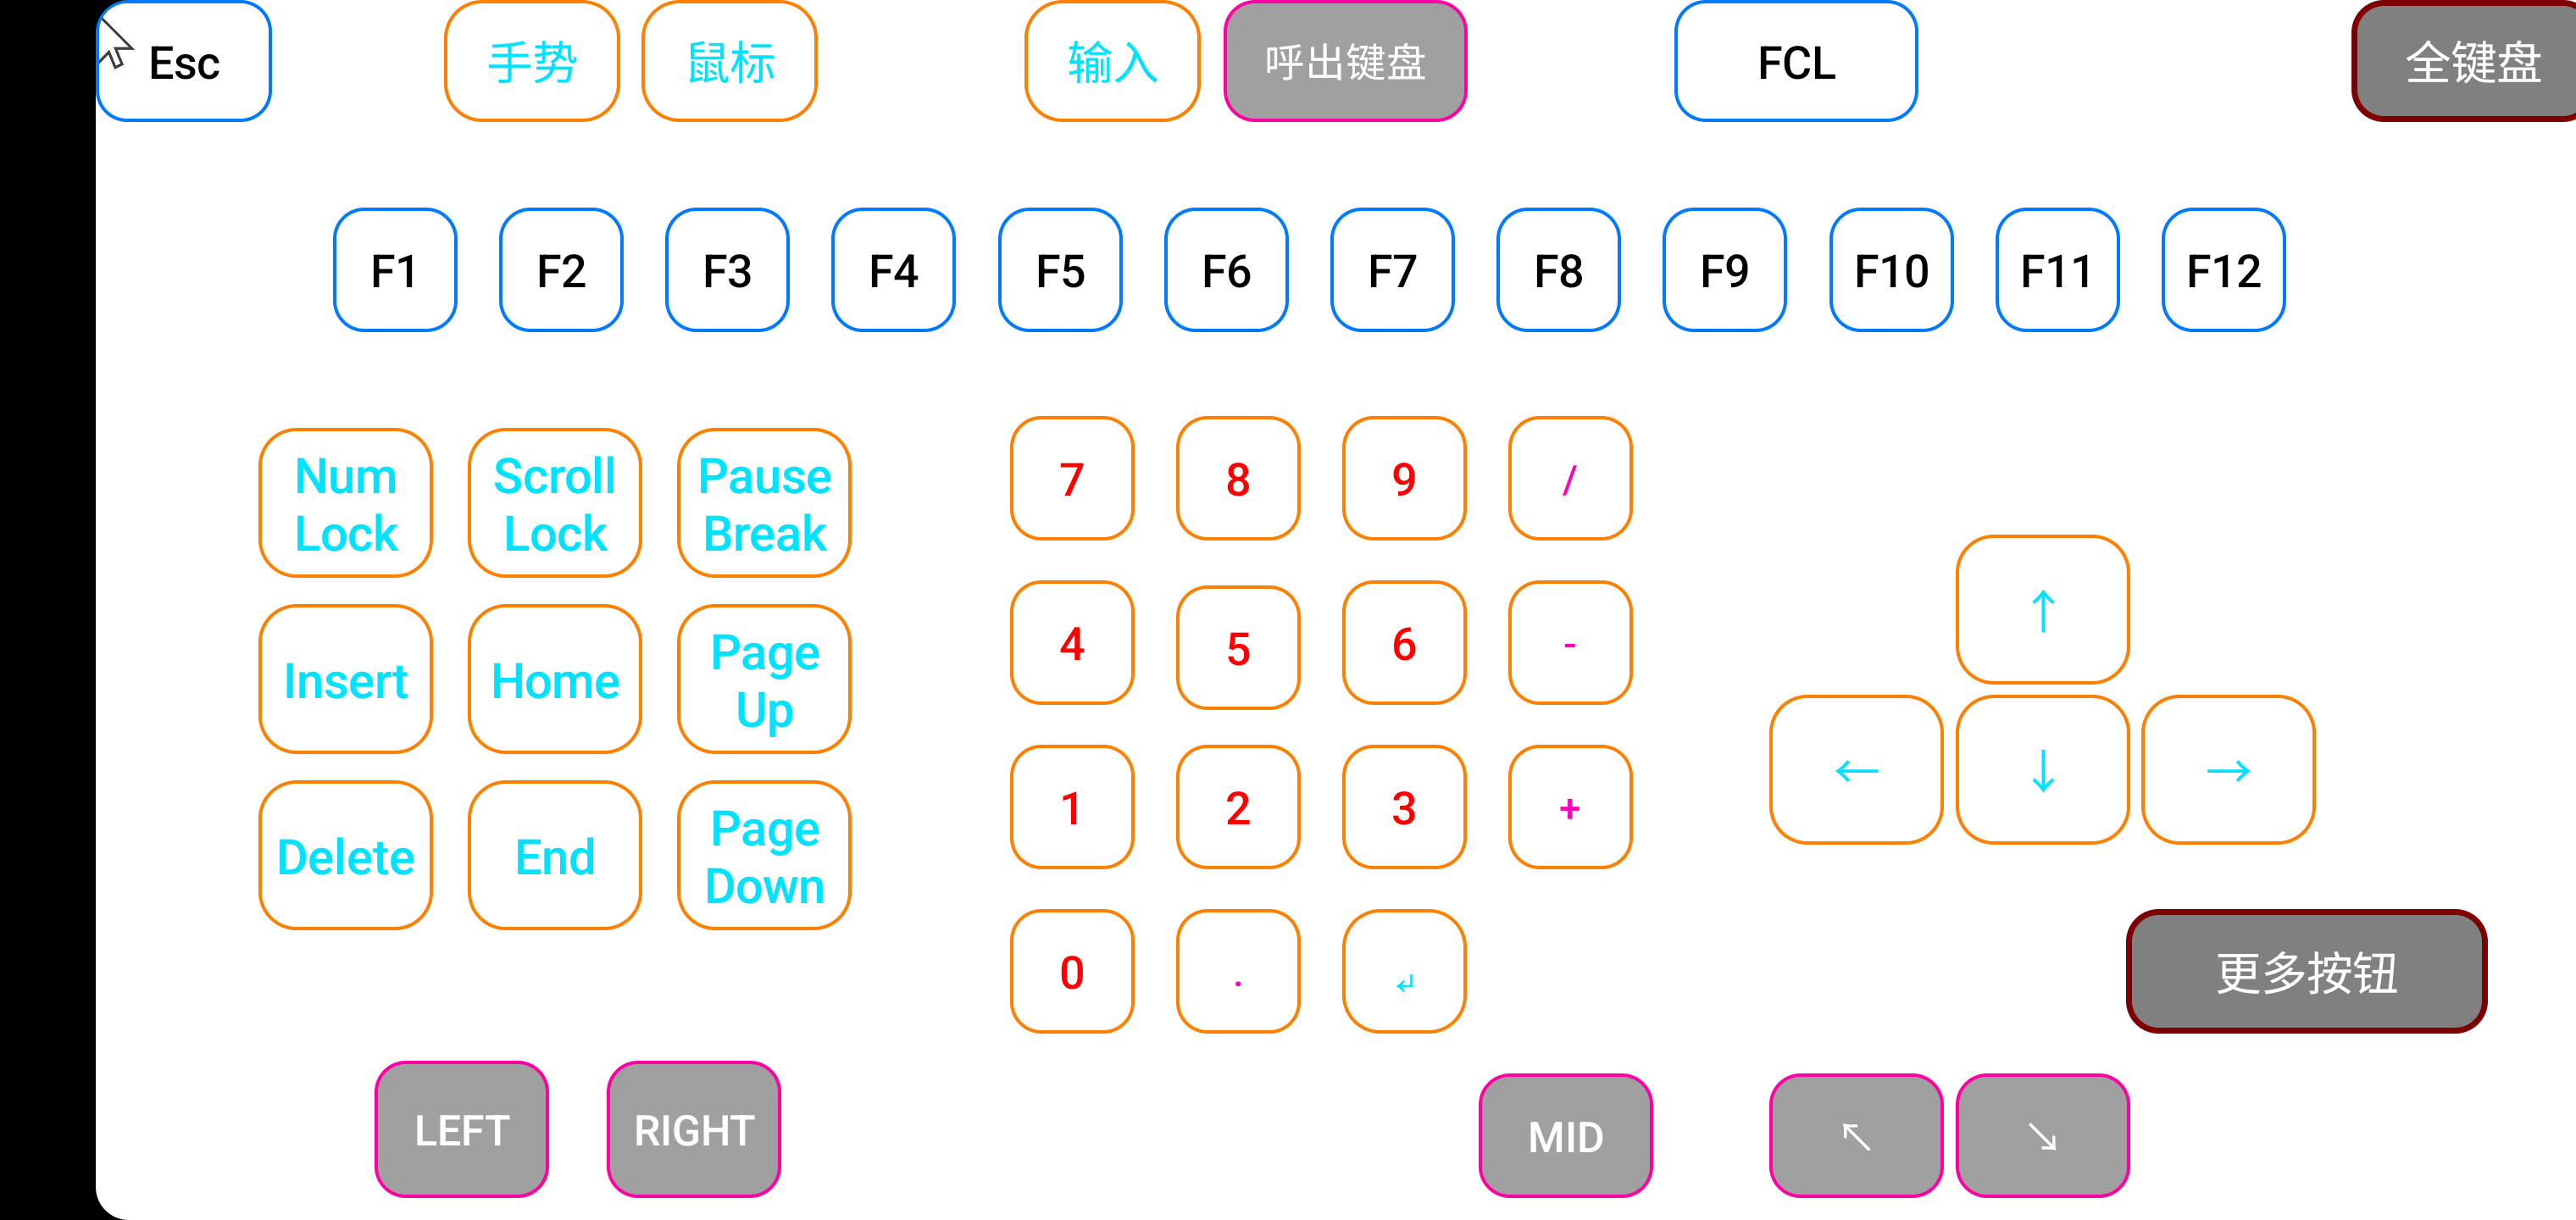 Esc 手势 鼠标 输入 呼出键盘 FCL 全键盘
F1 F2 F3 F4 F5 F6 F7 F8 F9 F10 F11 F12
Num Lock
Scroll Lock
Pause Break
7 8 9 /
Insert Home
Page Up
4 5 6 -
↑
Delete End
Page Down
1 2 3 +
← ↓ →
0 . ↲
更多按钮
LEFT RIGHT MID ↖ ↘